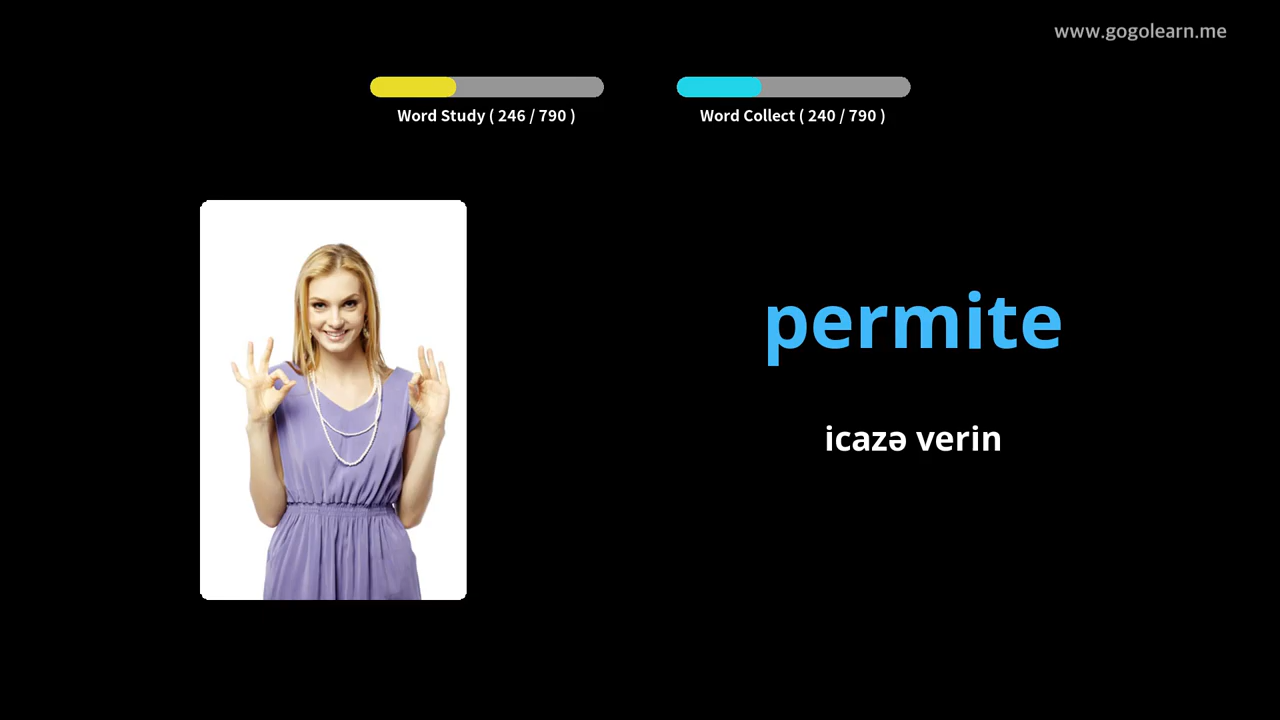 www.gogolearn.me
Word Study ( 246 / 790 )
Word Collect ( 240 / 790 )
permite
icazə verin